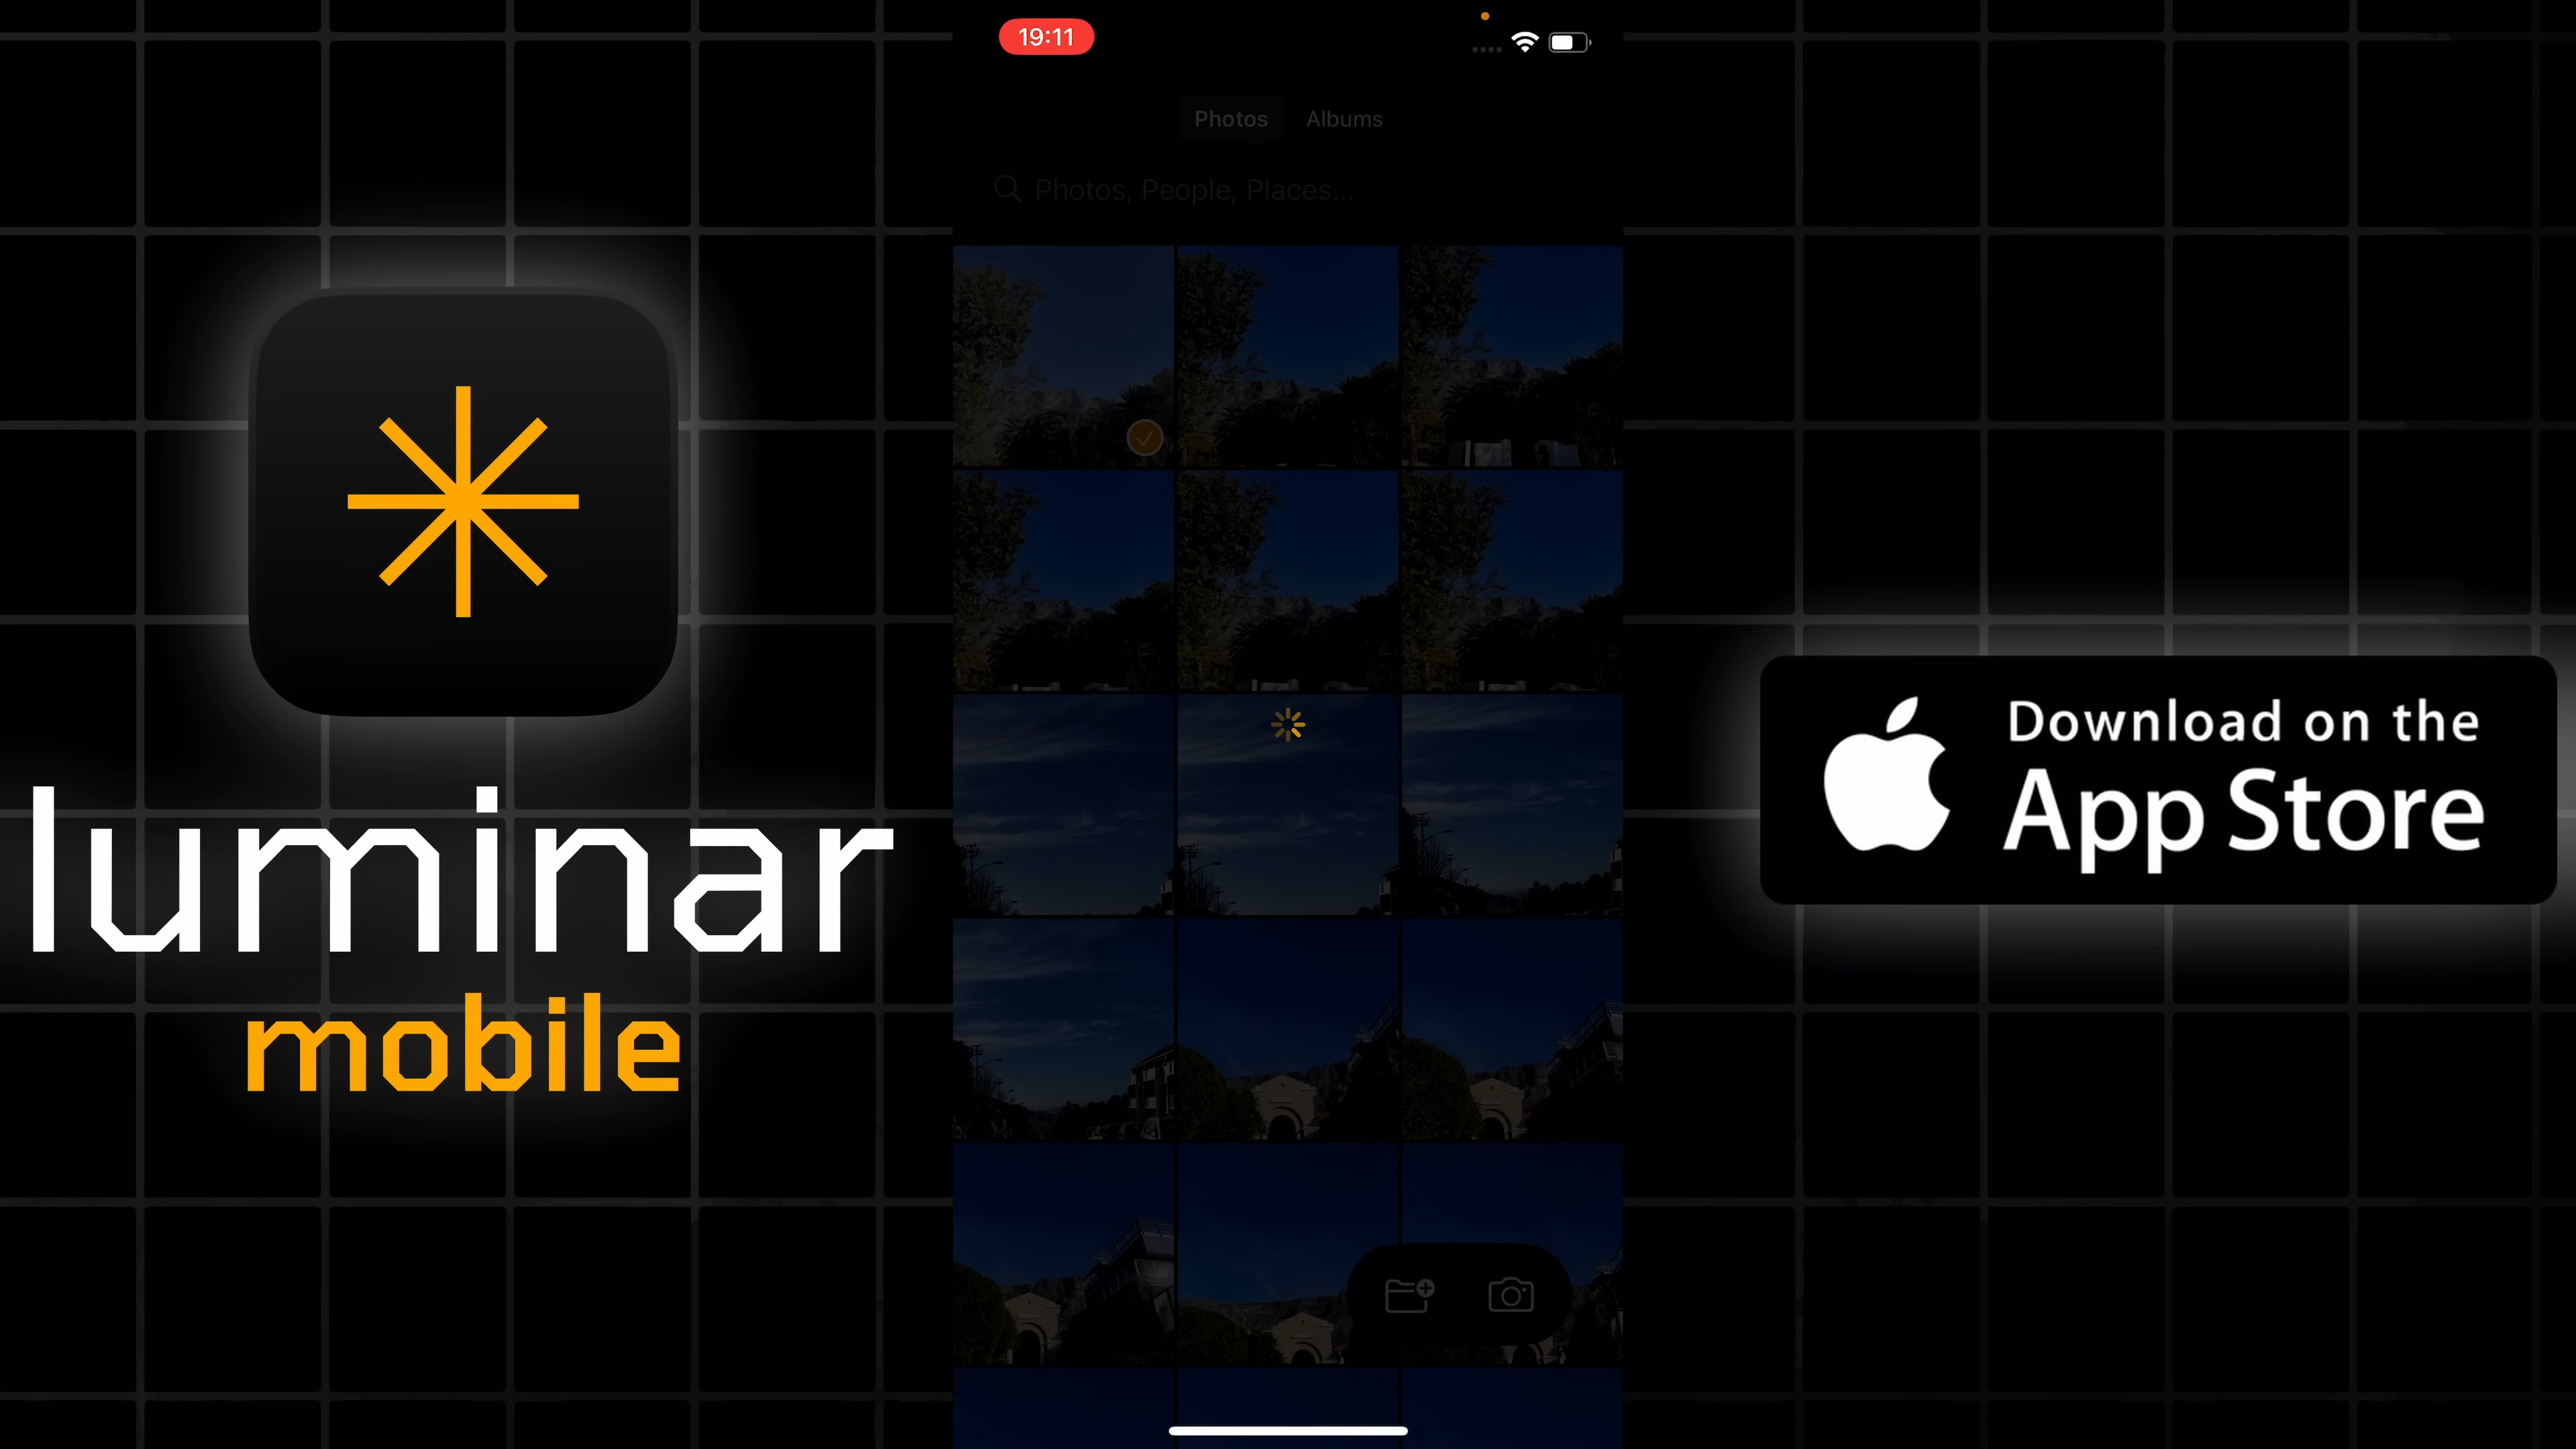 19:11
Photos Albums
Photos, People, Places...
luminar
mobile
Download on the
App Store